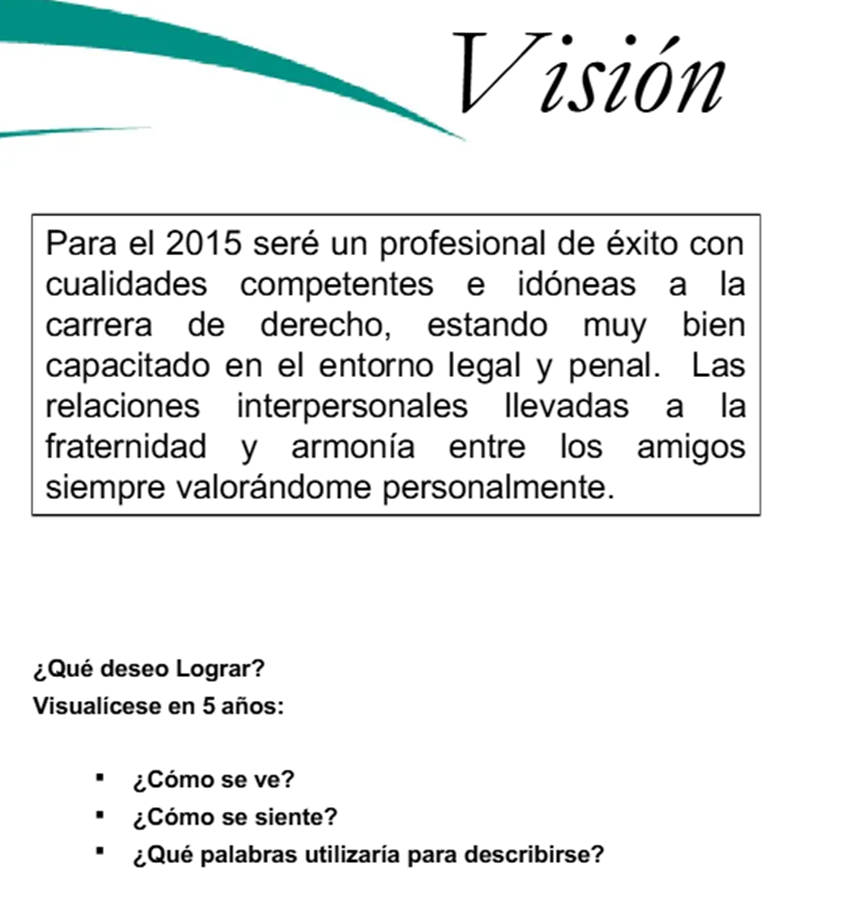 Visión
Para el 2015 seré un profesional de éxito con
cualidades competentes e idóneas a la
carrera de derecho, estando muy bien
capacitado en el entorno legal y penal. Las
relaciones interpersonales llevadas a la
fraternidad y armonía entre los amigos
siempre valorándome personalmente.
¿Qué deseo Lograr?
Visualícese en 5 años:
▪ ¿Cómo se ve?
▪ ¿Cómo se siente?
▪ ¿Qué palabras utilizaría para describirse?